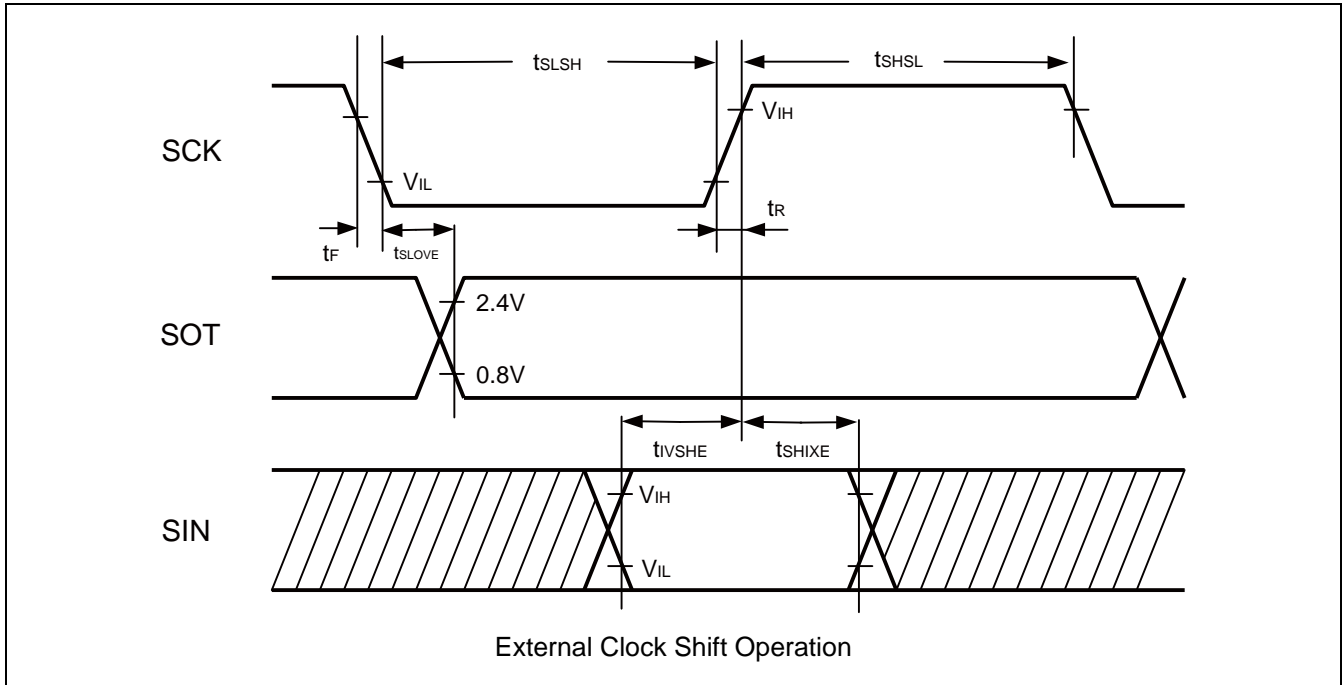 tSLSH
tSHSL
SCK
VIH
VIL
tR
tF
tSLOVE
SOT
2.4V
0.8V
tIVSHE
tSHIXE
SIN
VIH
VIL
External Clock Shift Operation